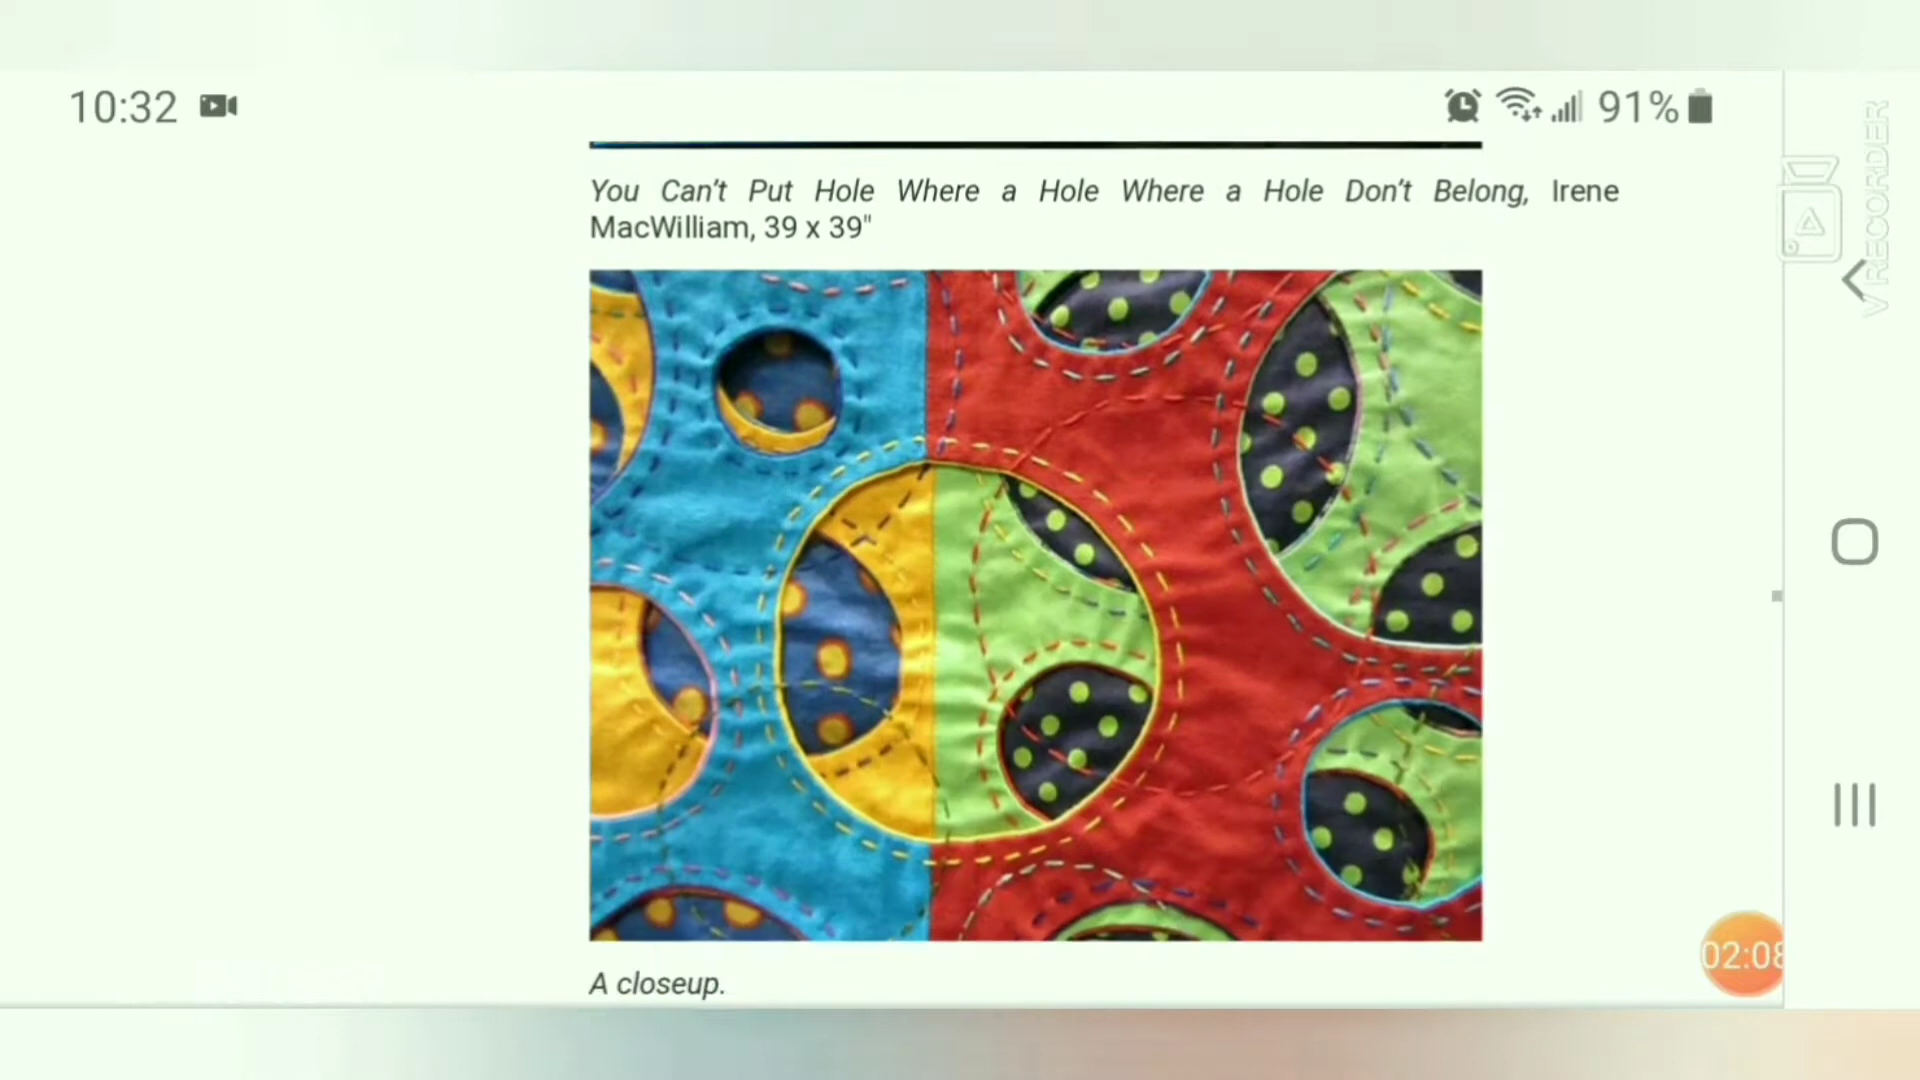 10:32
91%
You Can't Put Hole Where a Hole Where a Hole Don't Belong, Irene
MacWilliam, 39 x 39"
A closeup.
02:08
V RECORDER